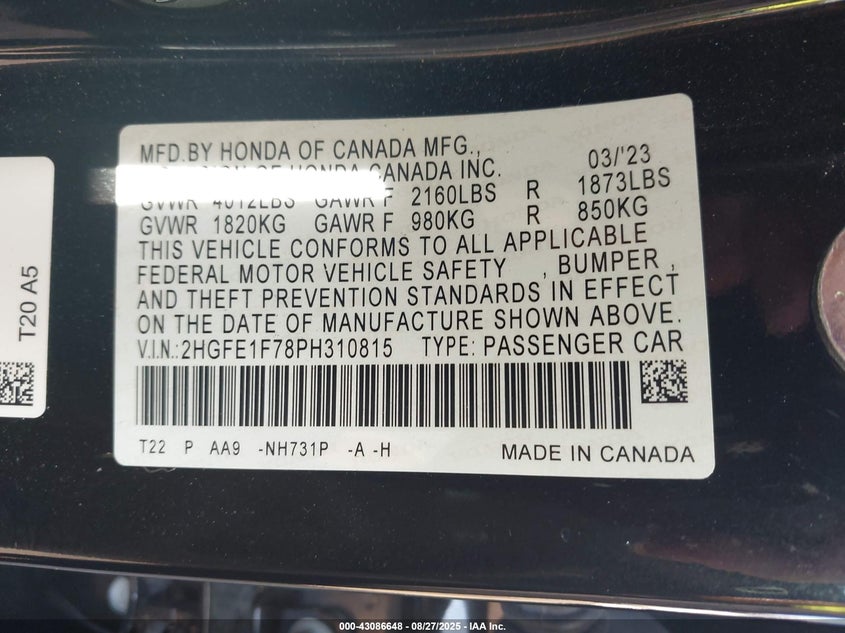 MFD.BY HONDA OF CANADA MFG., 03/'23
OF HONDA CANADA INC.
GVWR 4012LBS GAWR F 2160LBS R 1873LBS
GVWR 1820KG GAWR F 980KG R 850KG
THIS VEHICLE CONFORMS TO ALL APPLICABLE
FEDERAL MOTOR VEHICLE SAFETY , BUMPER ,
AND THEFT PREVENTION STANDARDS IN EFFECT
ON THE DATE OF MANUFACTURE SHOWN ABOVE.
V.I.N.:2HGFE1F78PH310815 TYPE: PASSENGER CAR
T22 P AA9 -NH731P -A -H MADE IN CANADA
T20 A5
000-43086648 - 08/27/2025 - IAA Inc.